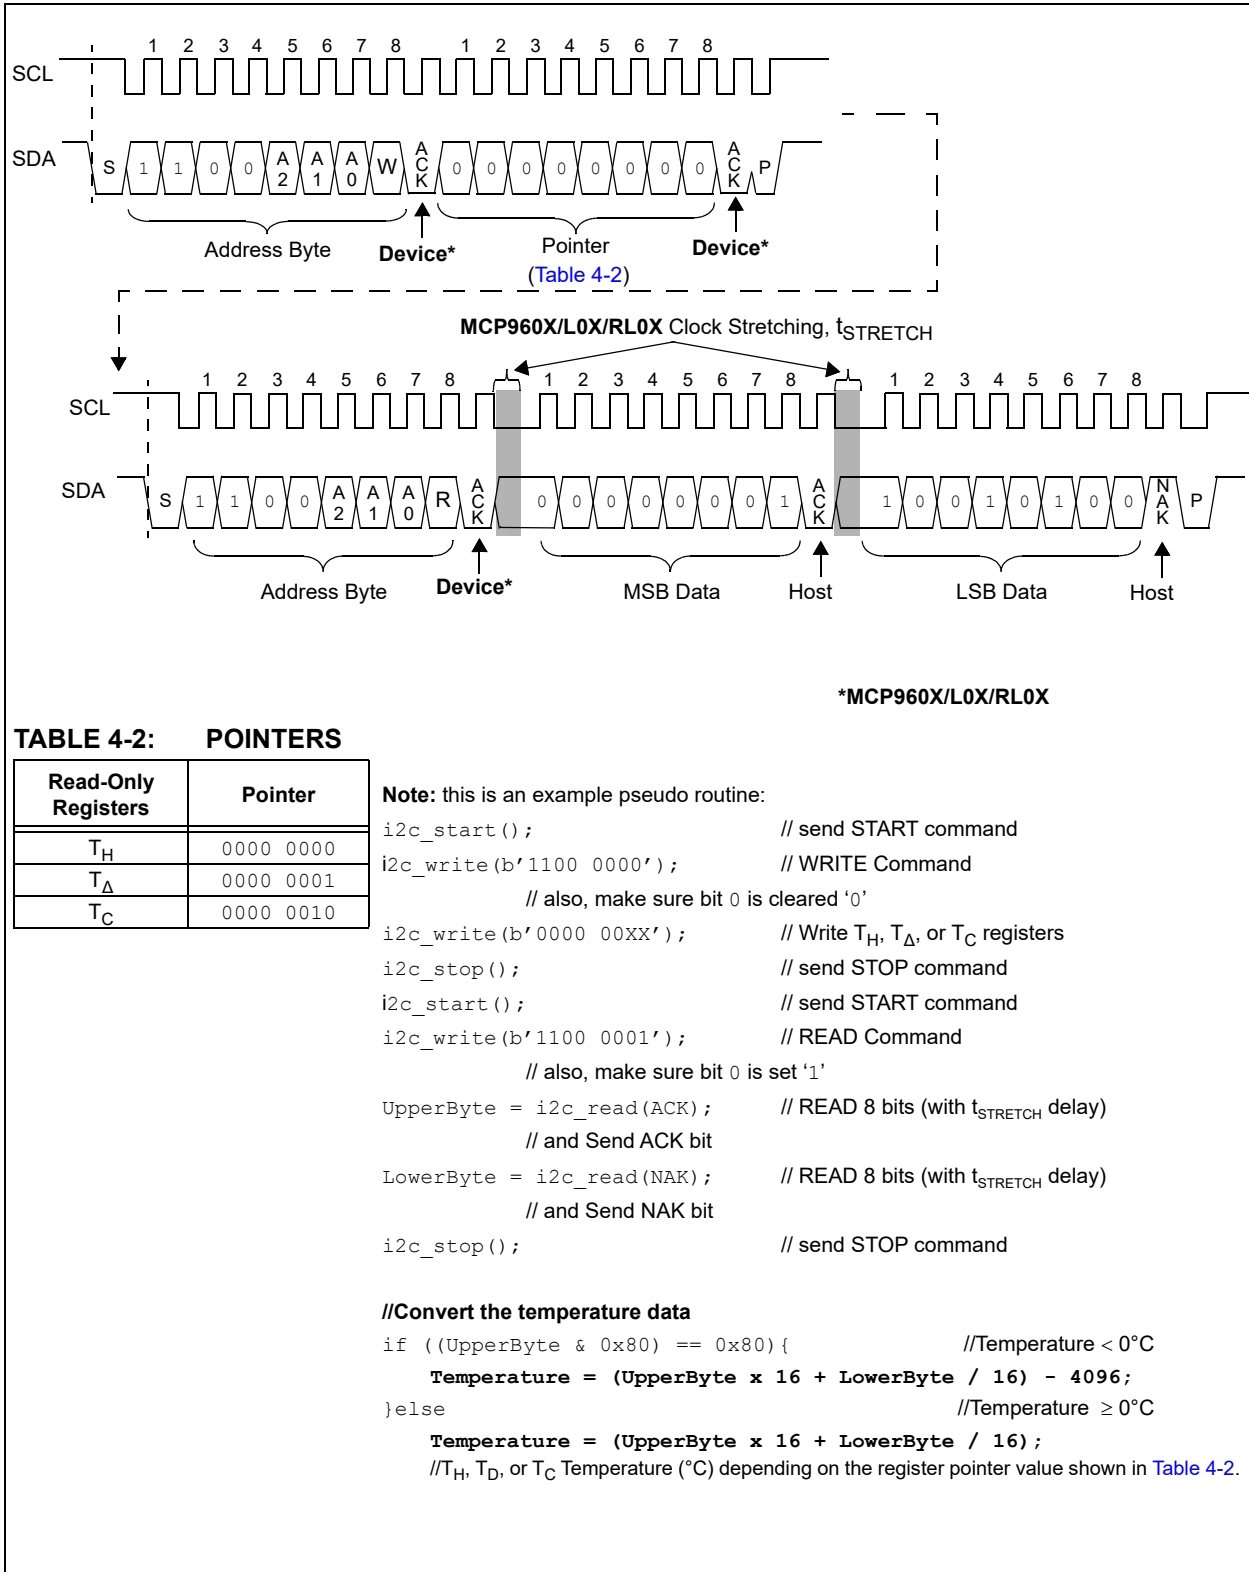 1 2 3 4 5 6 7 8 1 2 3 4 5 6 7 8
SCL
SDA S 1 1 0 0 A2 A1 A0 W ACK 0 0 0 0 0 0 0 0 ACK P
Address Byte Device* Pointer Device*
(Table 4-2)
MCP960X/L0X/RL0X Clock Stretching, tSTRETCH
1 2 3 4 5 6 7 8 1 2 3 4 5 6 7 8 1 2 3 4 5 6 7 8
SCL
SDA S 1 1 0 0 A2 A1 A0 R ACK 0 0 0 0 0 0 0 1 ACK 1 0 0 1 0 1 0 0 NAK P
Address Byte Device* MSB Data Host LSB Data Host
*MCP960X/L0X/RL0X
TABLE 4-2: POINTERS
Read-Only Registers Pointer
TH 0000 0000
TΔ 0000 0001
TC 0000 0010
Note: this is an example pseudo routine:
i2c_start(); // send START command
i2c_write(b’1100 0000’); // WRITE Command
// also, make sure bit 0 is cleared ‘0’
i2c_write(b’0000 00XX’); // Write TH, TΔ, or TC registers
i2c_stop(); // send STOP command
i2c_start(); // send START command
i2c_write(b’1100 0001’); // READ Command
// also, make sure bit 0 is set ‘1’
UpperByte = i2c_read(ACK); // READ 8 bits (with tSTRETCH delay)
// and Send ACK bit
LowerByte = i2c_read(NAK); // READ 8 bits (with tSTRETCH delay)
// and Send NAK bit
i2c_stop(); // send STOP command
//Convert the temperature data
if ((UpperByte & 0x80) == 0x80){ //Temperature < 0°C
Temperature = (UpperByte x 16 + LowerByte / 16) - 4096;
}else //Temperature ≥ 0°C
Temperature = (UpperByte x 16 + LowerByte / 16);
//TH, TD, or TC Temperature (°C) depending on the register pointer value shown in Table 4-2.